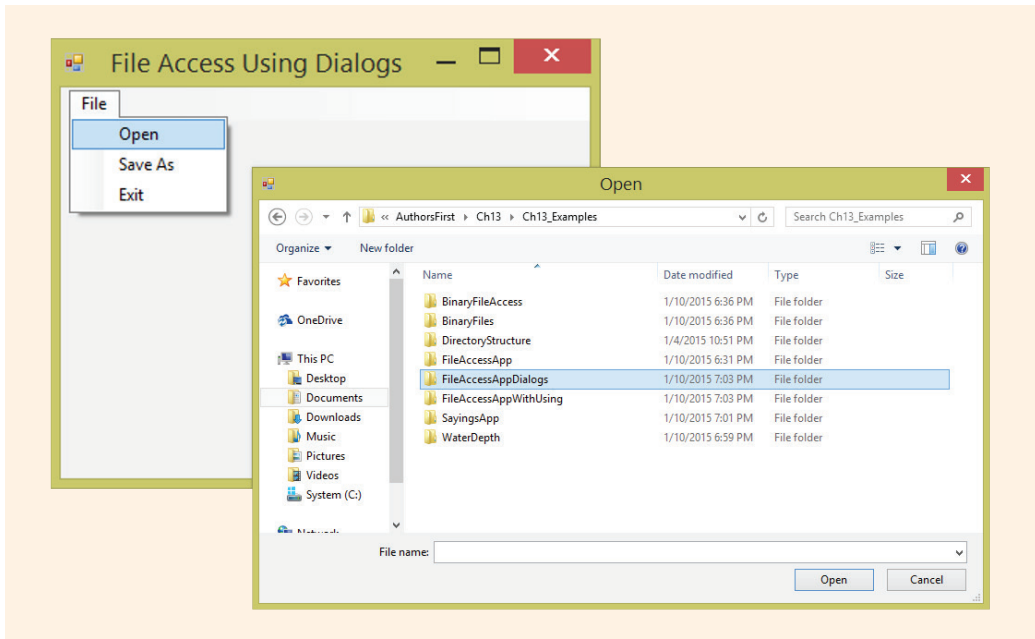 File Access Using Dialogs
File
Open
Save As
Exit
Open
« AuthorsFirst Ch13 Ch13_Examples
Search Ch13_Examples
Organize New folder
Favorites
OneDrive
This PC
Desktop
Documents
Downloads
Music
Pictures
Videos
System (C:)
Name Date modified Type Size
BinaryFileAccess 1/10/2015 6:36 PM File folder
BinaryFiles 1/10/2015 6:36 PM File folder
DirectoryStructure 1/4/2015 10:51 PM File folder
FileAccessApp 1/10/2015 6:31 PM File folder
FileAccessAppDialogs 1/10/2015 7:03 PM File folder
FileAccessAppWithUsing 1/10/2015 7:03 PM File folder
SayingsApp 1/10/2015 7:01 PM File folder
WaterDepth 1/10/2015 6:59 PM File folder
File name:
Open Cancel